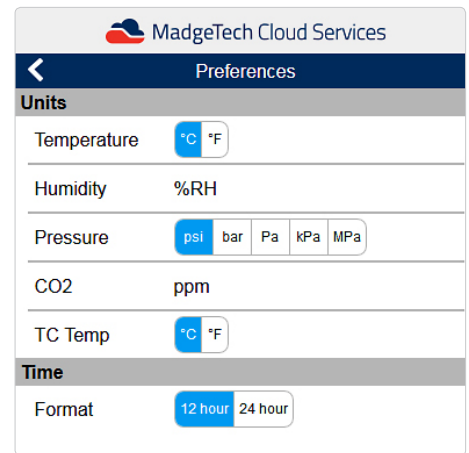 MadgeTech Cloud Services
Preferences
Units
Temperature °C °F
Humidity %RH
Pressure psi bar Pa kPa MPa
CO2 ppm
TC Temp °C °F
Time
Format 12 hour 24 hour